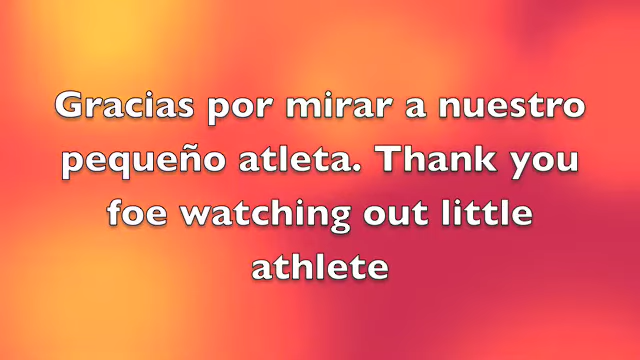 Gracias por mirar a nuestro
pequeño atleta. Thank you
foe watching out little
athlete